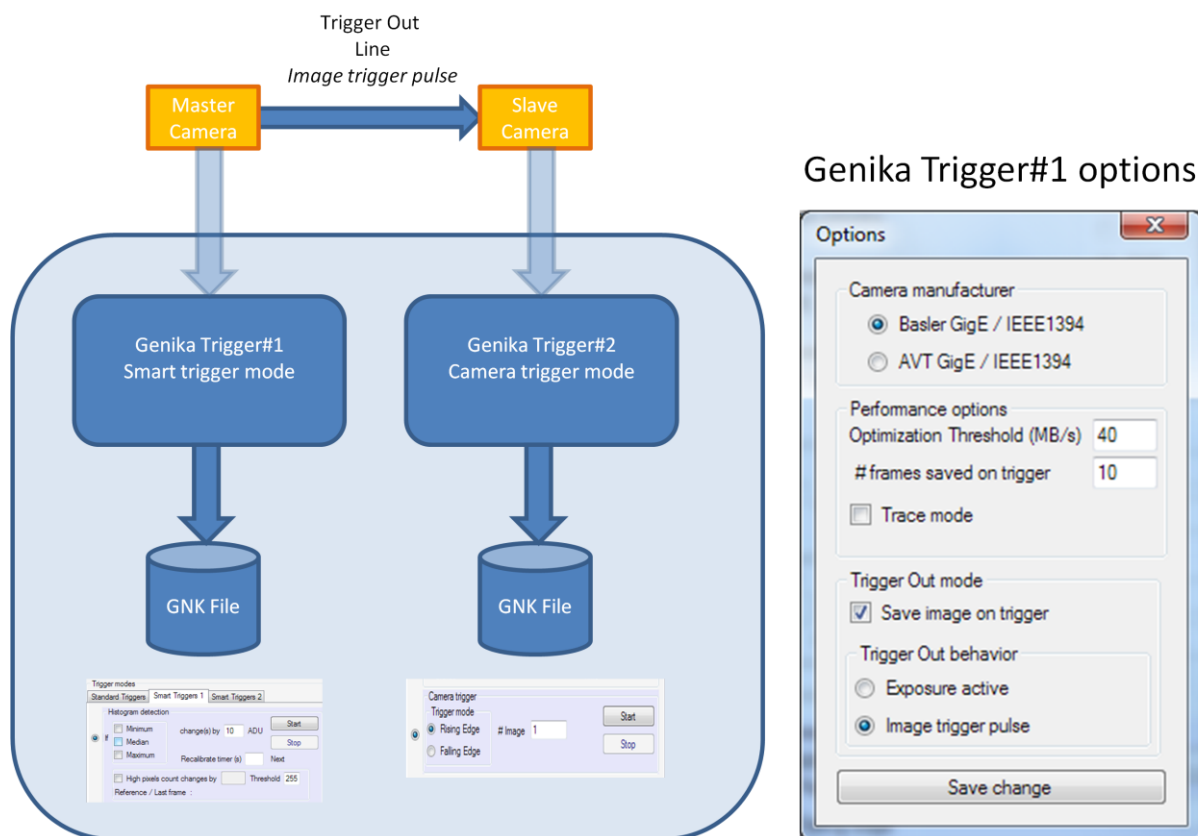 Trigger Out
Line
Image trigger pulse
Master
Camera
Slave
Camera
Genika Trigger#1
Smart trigger mode
Genika Trigger#2
Camera trigger mode
GNK File
GNK File
Trigger modes
Standard Triggers Smart Triggers 1 Smart Triggers 2
Histogram detection
If
Minimum
Median
Maximum
change(s) by 10 ADU
Start
Stop
Recalibrate timer (s) Next
High pixels count changes by Threshold 255
Reference / Last frame :
Camera trigger
Trigger mode
Rising Edge
Falling Edge
# Image 1
Start
Stop
Genika Trigger#1 options
Options
Camera manufacturer
Basler GigE / IEEE1394
AVT GigE / IEEE1394
Performance options
Optimization Threshold (MB/s) 40
# frames saved on trigger 10
Trace mode
Trigger Out mode
Save image on trigger
Trigger Out behavior
Exposure active
Image trigger pulse
Save change